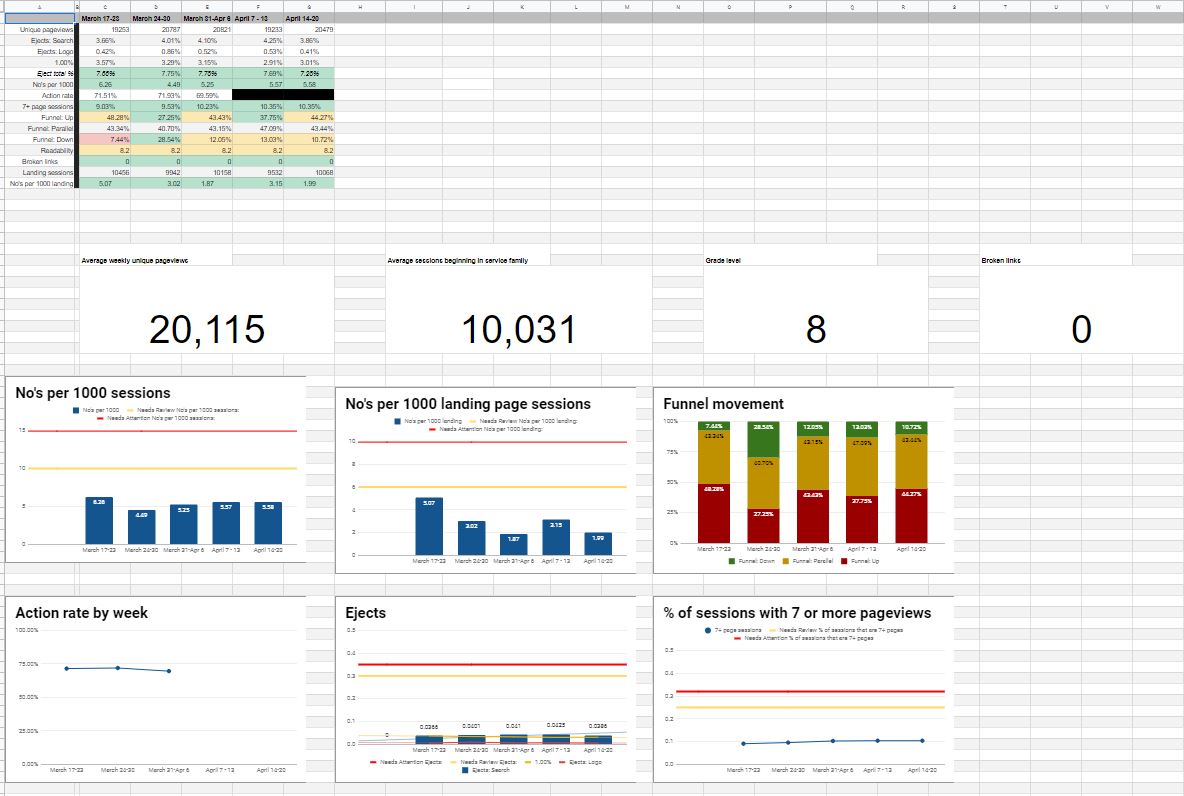 A B C D E F G H I J K L M N O P Q R S T U V W
March 17-23 March 24-30 March 31-Apr 6 April 7 - 13 April 14-20
Unique pageviews 19253 20787 20821 19233 20479
Ejects: Search 3.66% 4.01% 4.10% 4.25% 3.86%
Ejects: Logo 0.42% 0.86% 0.52% 0.53% 0.41%
1.00% 3.57% 3.29% 3.15% 2.91% 3.01%
Eject total % 7.66% 7.75% 7.76% 7.69% 7.28%
No's per 1000 6.26 4.49 5.25 5.57 5.58
Action rate 71.51% 71.93% 69.59%
7+ page sessions 9.03% 9.53% 10.23% 10.35% 10.35%
Funnel: Up 48.28% 27.25% 43.43% 37.75% 44.27%
Funnel: Parallel 43.34% 40.70% 43.15% 47.09% 43.44%
Funnel: Down 7.44% 28.54% 12.05% 13.03% 10.72%
Readability 8.2 8.2 8.2 8.2 8.2
Broken links 0 0 0 0 0
Landing sessions 10456 9942 10158 9532 10068
No's per 1000 landing 5.07 3.02 1.87 3.15 1.99
Average weekly unique pageviews
20,115
Average sessions beginning in service family
10,031
Grade level
8
Broken links
0
No's per 1000 sessions
No's per 1000 Needs Review No's per 1000 sessions:
Needs Attention No's per 1000 sessions:
15
10
5
0
6.26 4.49 5.25 5.57 5.58
March 17-23 March 24-30 March 31-Apr 6 April 7 - 13 April 14-20
No's per 1000 landing page sessions
No's per 1000 landing Needs Review No's per 1000 landing:
Needs Attention No's per 1000 landing:
10
8
6
4
2
0
5.07 3.02 1.87 3.15 1.99
March 17-23 March 24-30 March 31-Apr 6 April 7 - 13 April 14-20
Funnel movement
100%
75%
50%
25%
0%
7.44% 28.54% 12.05% 13.03% 10.72%
43.34% 40.70% 43.15% 47.09% 43.44%
48.28% 27.25% 43.43% 37.75% 44.27%
March 17-23 March 24-30 March 31-Apr 6 April 7 - 13 April 14-20
Funnel: Down Funnel: Parallel Funnel: Up
Action rate by week
100.00%
75.00%
50.00%
25.00%
0.00%
March 17-23 March 24-30 March 31-Apr 6 April 7 - 13 April 14-20
Ejects
0.5
0.4
0.3
0.2
0.1
0.0
0 0.0366 0.0401 0.041 0.0425 0.0386
March 17-23 March 24-30 March 31-Apr 6 April 7 - 13 April 14-20
Needs Attention Ejects: Needs Review Ejects: 1.00% Ejects: Logo
Ejects: Search
% of sessions with 7 or more pageviews
7+ page sessions Needs Review % of sessions that are 7+ pages
Needs Attention % of sessions that are 7+ pages
0.5
0.4
0.3
0.2
0.1
0.0
March 17-23 March 24-30 March 31-Apr 6 April 7 - 13 April 14-20